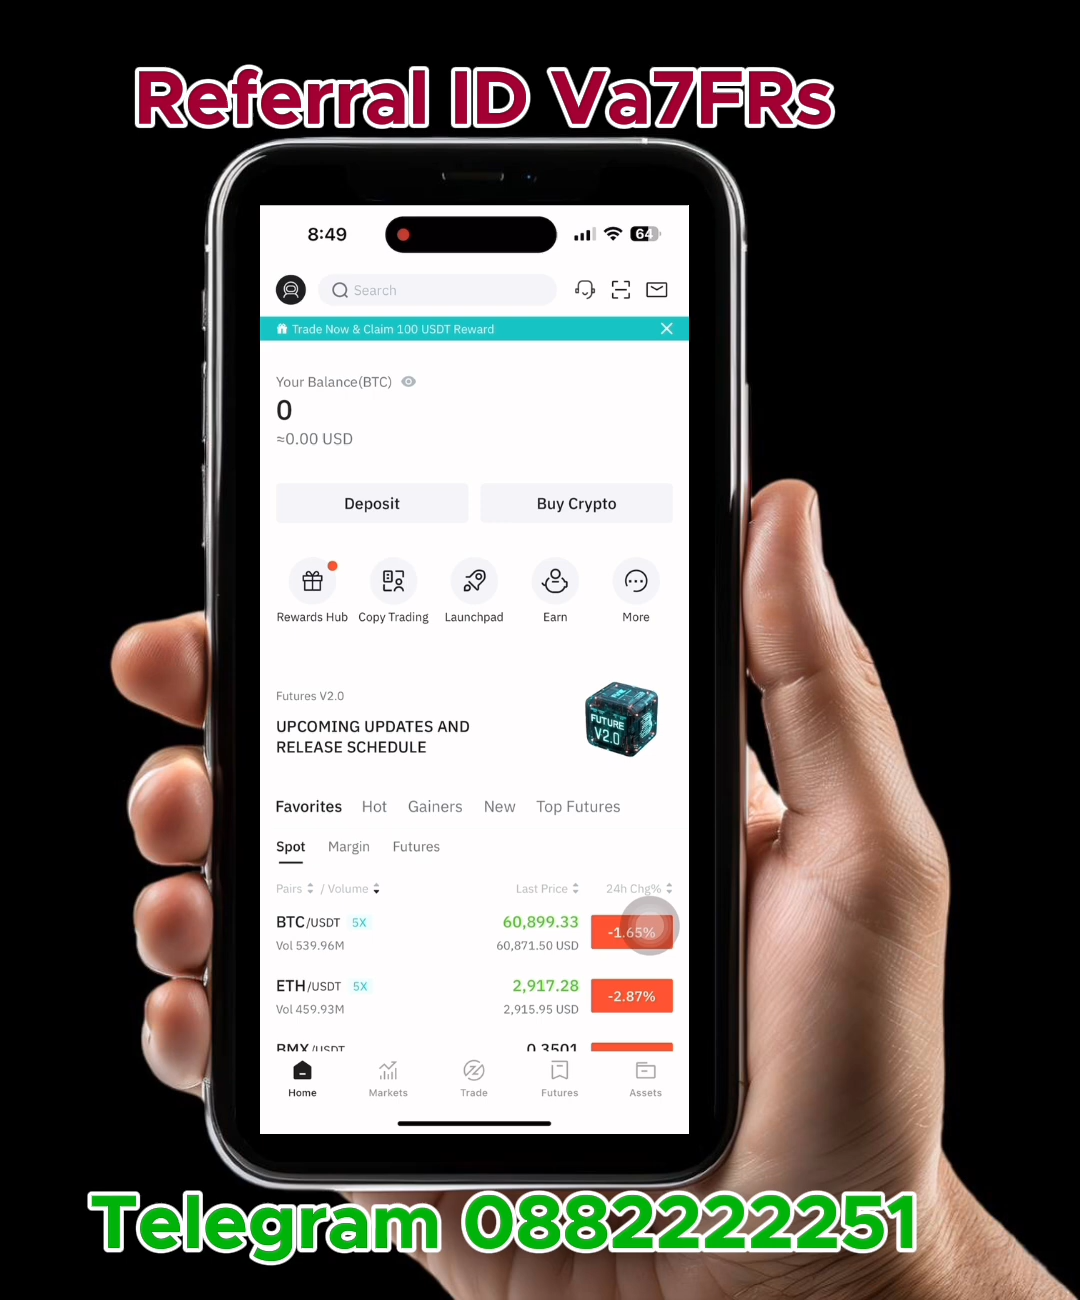 Referral ID Va7FRs
8:49
64
Search
Trade Now & Claim 100 USDT Reward
Your Balance(BTC)
0
≈0.00 USD
Deposit Buy Crypto
Rewards Hub Copy Trading Launchpad Earn More
Futures V2.0
UPCOMING UPDATES AND
RELEASE SCHEDULE
FUTURE
V2.0
Favorites Hot Gainers New Top Futures
Spot Margin Futures
Pairs / Volume Last Price 24h Chg%
BTC/USDT 5X 60,899.33 -1.65%
Vol 539.96M 60,871.50 USD
ETH/USDT 5X 2,917.28 -2.87%
Vol 459.93M 2,915.95 USD
BMX/USDT 0.3501
Home Markets Trade Futures Assets
Telegram 0882222251